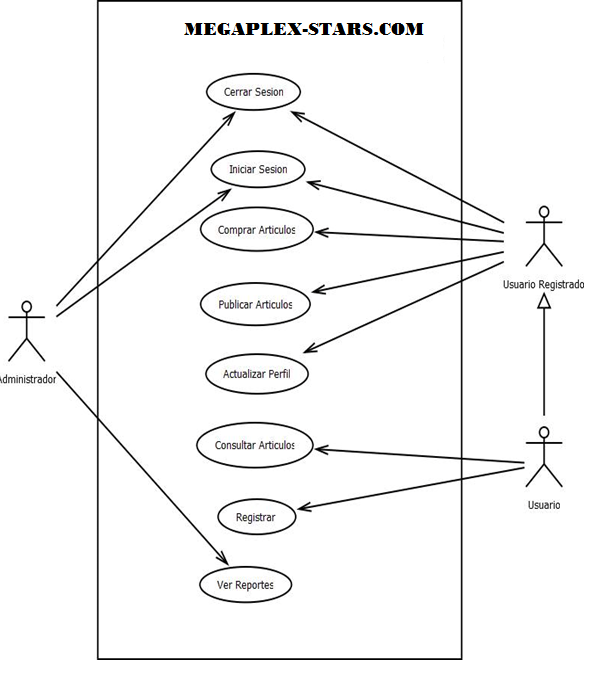 MEGAPLEX-STARS.COM
Cerrar Sesion
Iniciar Sesion
Comprar Articulos
Usuario Registrado
Publicar Articulos
Administrador
Actualizar Perfil
Consultar Articulos
Usuario
Registrar
Ver Reportes